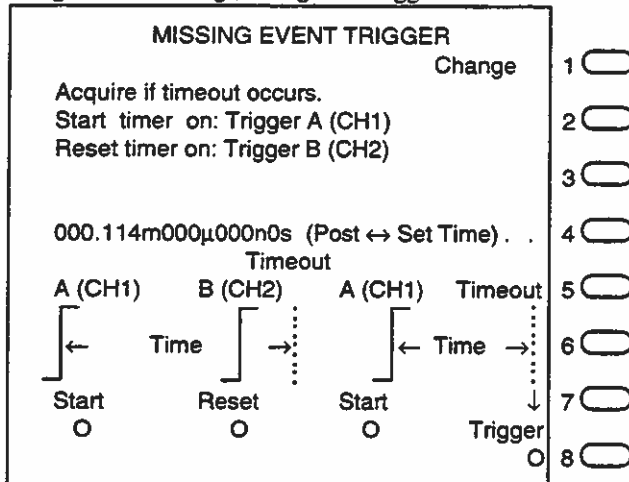 MISSING EVENT TRIGGER
Change 1
Acquire if timeout occurs.
Start timer on: Trigger A (CH1) 2
Reset timer on: Trigger B (CH2)
3
000.114m000µ000n0s (Post ↔ Set Time) . . 4
Timeout
A (CH1) B (CH2) A (CH1) Timeout 5
← Time → ← Time → 6
Start Reset Start ↓ 7
O O O Trigger
O 8